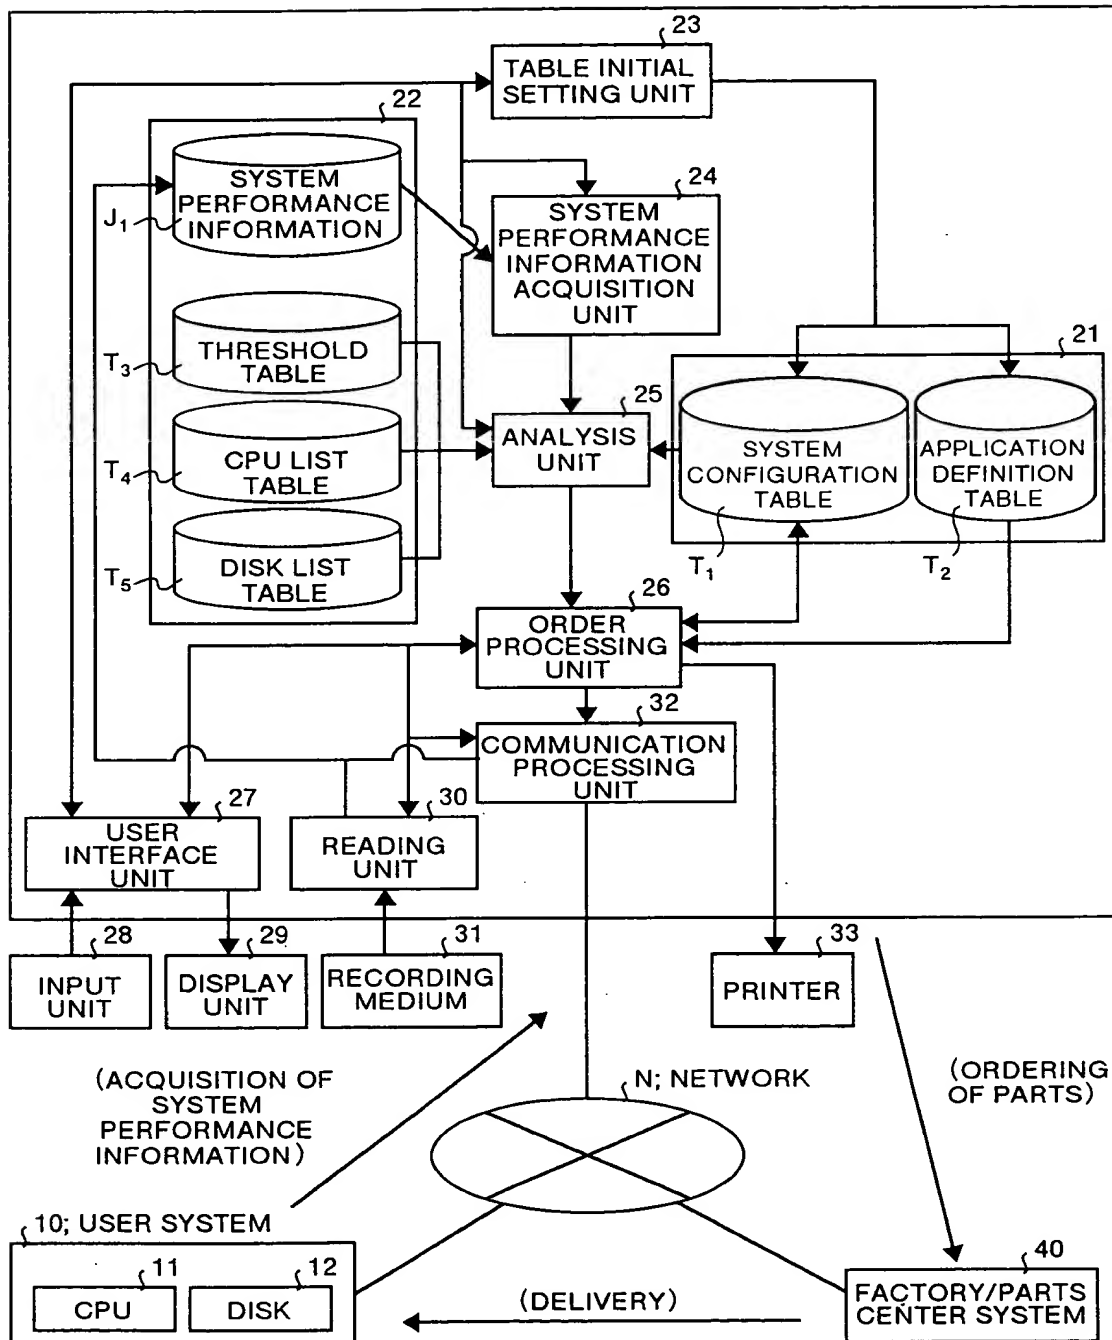 23
TABLE INITIAL
SETTING UNIT
22
SYSTEM
PERFORMANCE
INFORMATION
J1
24
SYSTEM
PERFORMANCE
INFORMATION
ACQUISITION
UNIT
THRESHOLD
TABLE
T3
21
25
ANALYSIS
UNIT
SYSTEM
CONFIGURATION
TABLE
APPLICATION
DEFINITION
TABLE
CPU LIST
TABLE
T4
T1
T2
DISK LIST
TABLE
T5
26
ORDER
PROCESSING
UNIT
32
COMMUNICATION
PROCESSING
UNIT
27
USER
INTERFACE
UNIT
30
READING
UNIT
28
INPUT
UNIT
29
DISPLAY
UNIT
31
RECORDING
MEDIUM
33
PRINTER
(ACQUISITION OF
SYSTEM
PERFORMANCE
INFORMATION)
N; NETWORK
(ORDERING
OF PARTS)
10; USER SYSTEM
11
CPU
12
DISK
(DELIVERY)
40
FACTORY/PARTS
CENTER SYSTEM